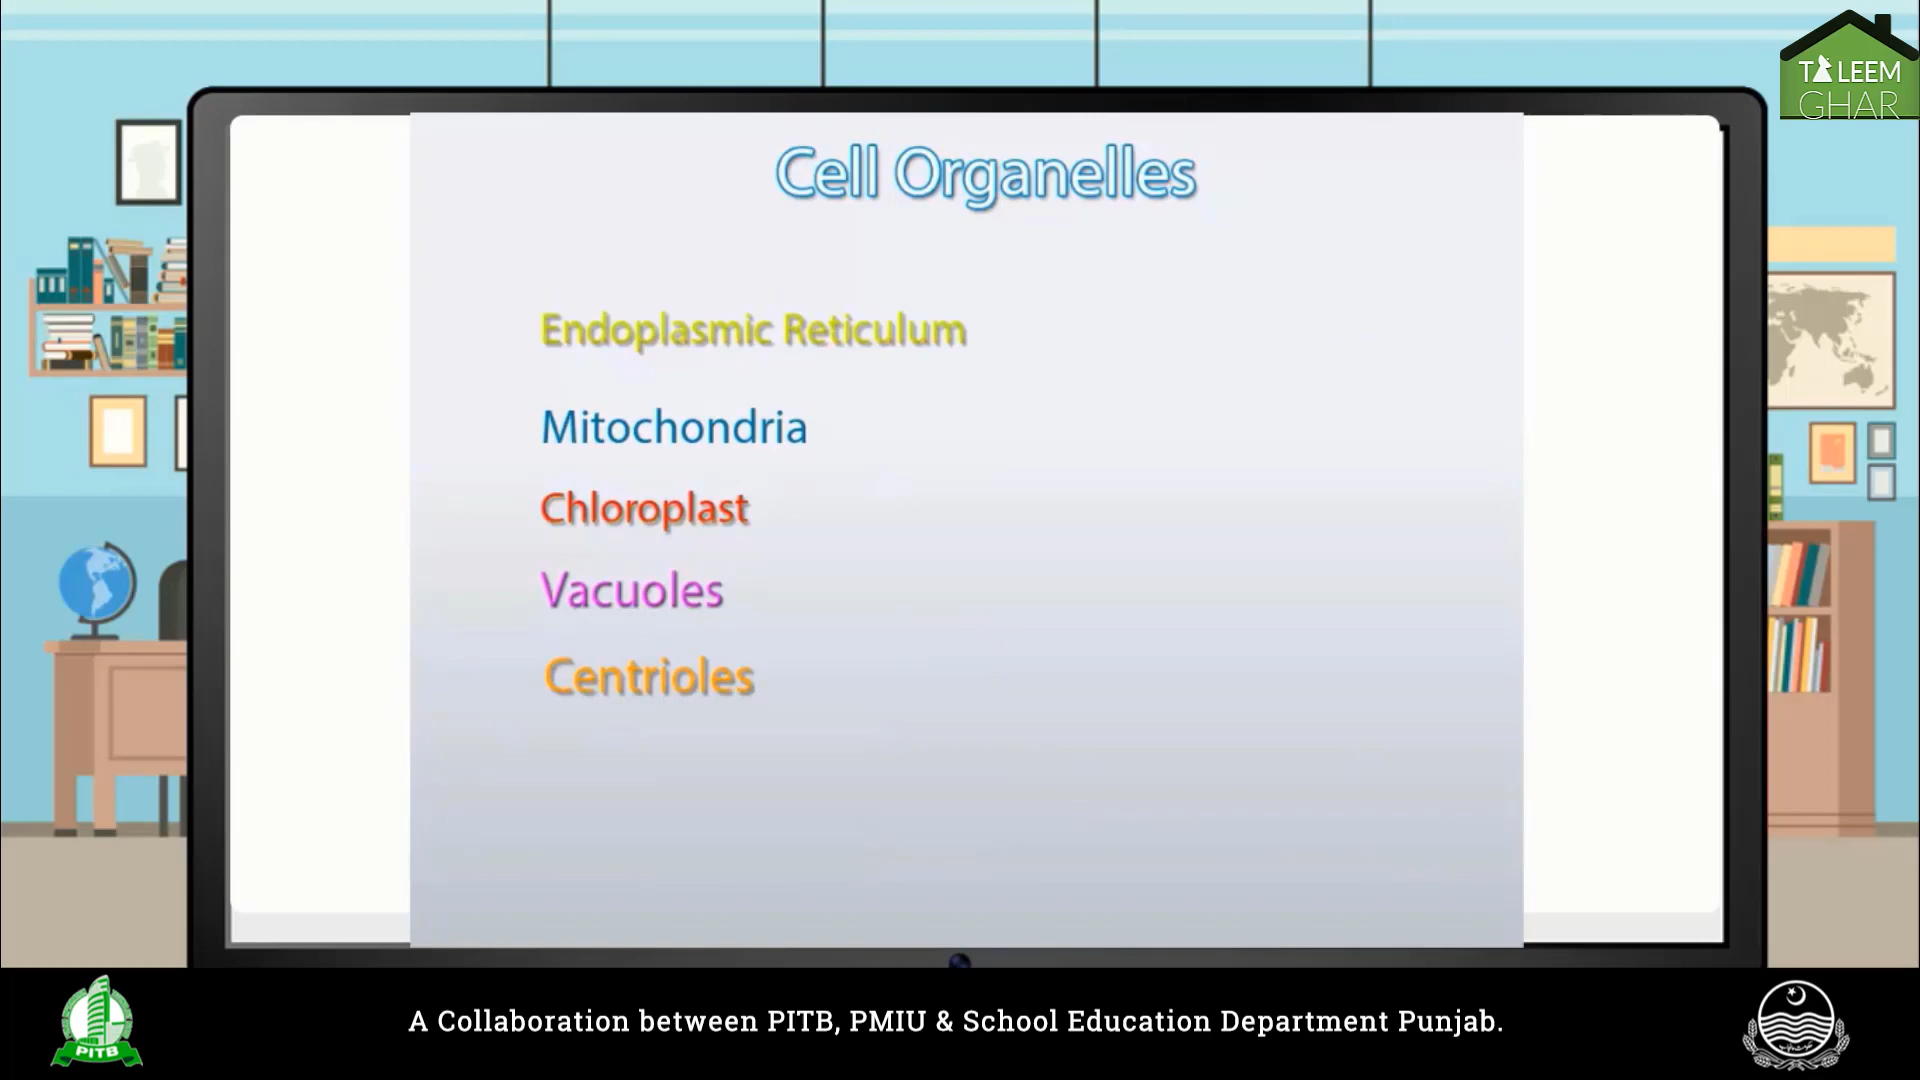 TALEEM
GHAR
Cell Organelles
Endoplasmic Reticulum
Mitochondria
Chloroplast
Vacuoles
Centrioles
PITB
A Collaboration between PITB, PMIU & School Education Department Punjab.